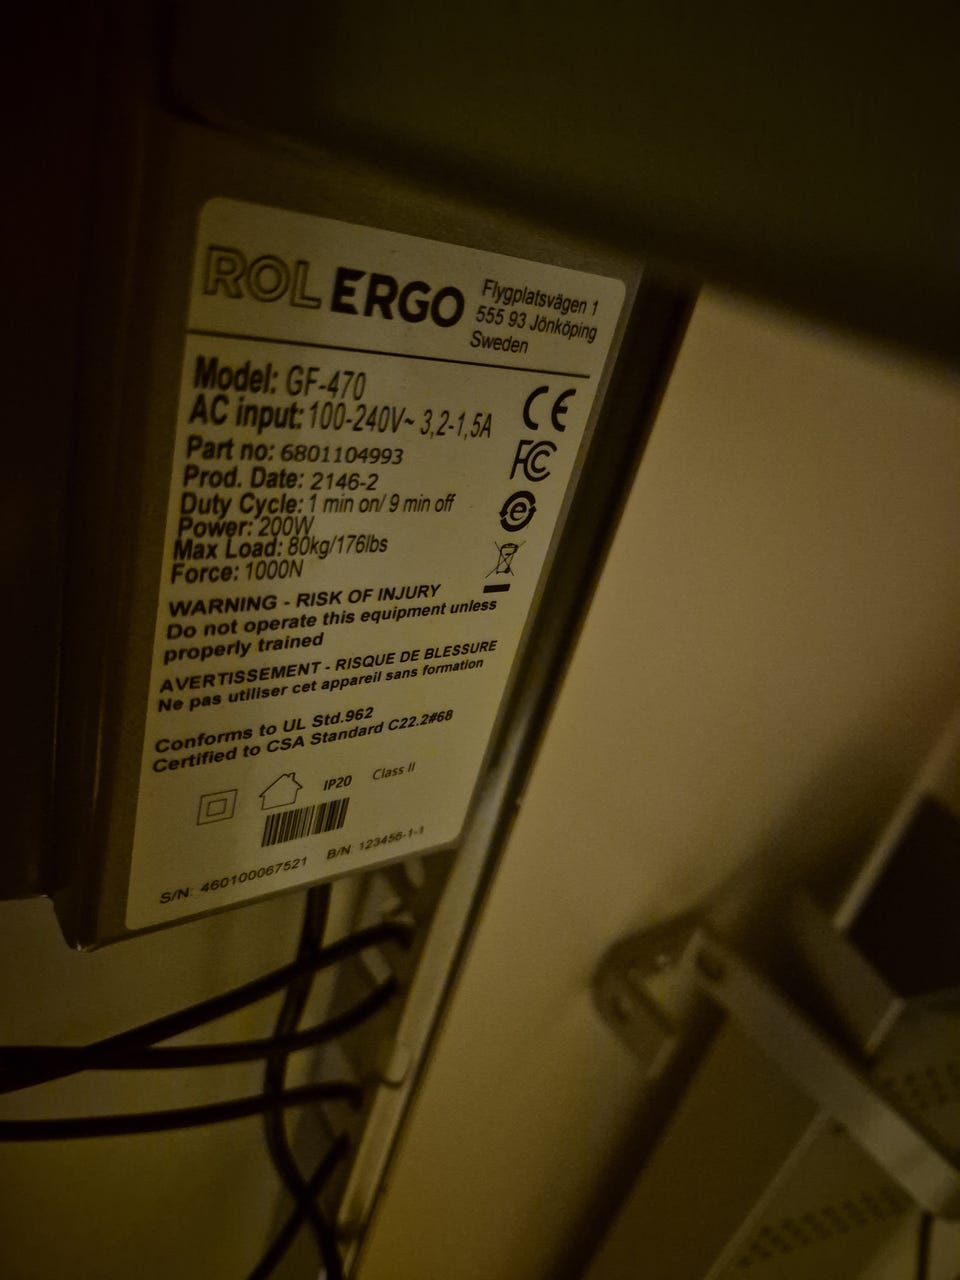 ROL ERGO
Flygplatsvägen 1
555 93 Jönköping
Sweden
Model: GF-470
AC input: 100-240V~ 3,2-1,5A
Part no: 6801104993
Prod. Date: 2146-2
Duty Cycle: 1 min on/ 9 min off
Power: 200W
Max Load: 80kg/176lbs
Force: 1000N
CE
FC
e
WARNING - RISK OF INJURY
Do not operate this equipment unless
properly trained
AVERTISSEMENT - RISQUE DE BLESSURE
Ne pas utiliser cet appareil sans formation
Conforms to UL Std.962
Certified to CSA Standard C22.2#68
IP20 Class II
S/N: 460100067521 B/N: 123456-1-1